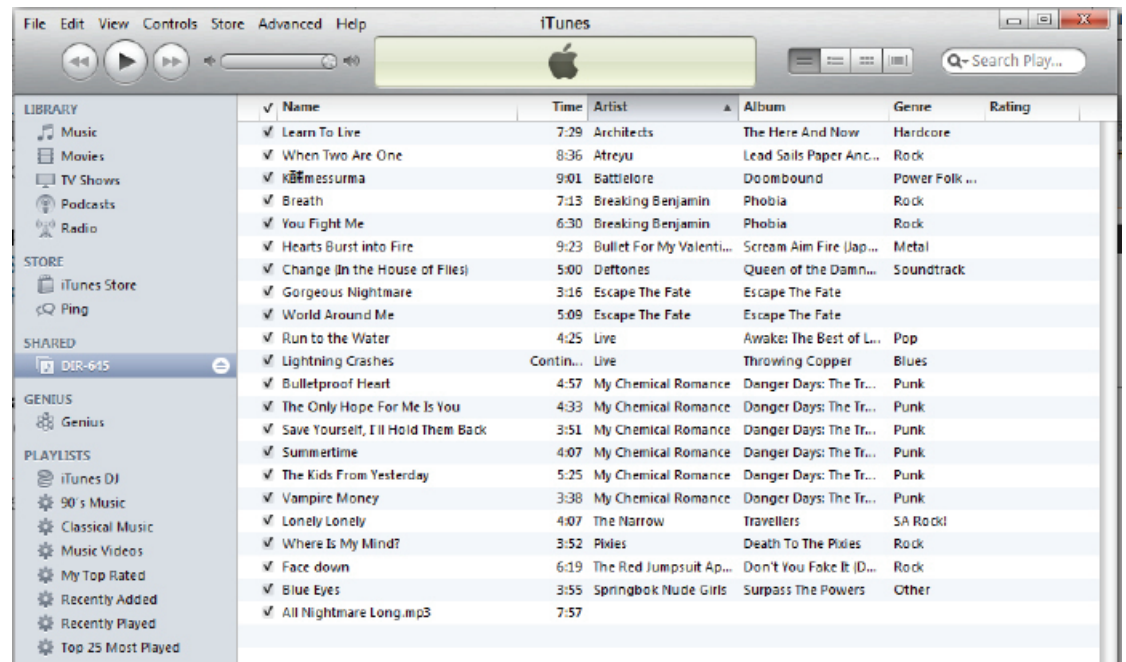 File Edit View Controls Store Advanced Help iTunes
Search Play...
LIBRARY
Music
Movies
TV Shows
Podcasts
Radio
STORE
iTunes Store
Ping
SHARED
DIR-615
GENIUS
Genius
PLAYLISTS
iTunes DJ
90's Music
Classical Music
Music Videos
My Top Rated
Recently Added
Recently Played
Top 25 Most Played
Name Time Artist Album Genre Rating
Learn To Live 7:29 Architects The Here And Now Hardcore
When Two Are One 8:36 Atreyu Lead Sails Paper Anc... Rock
9:01 Battlelore Doombound Power Folk ...
Breath 7:13 Breaking Benjamin Phobia Rock
You Fight Me 6:30 Breaking Benjamin Phobia Rock
Hearts Burst into Fire 9:23 Bullet For My Valenti... Scream Aim Fire (Jap... Metal
Change (In the House of Flies) 5:00 Deftones Queen of the Damn... Soundtrack
Gorgeous Nightmare 3:16 Escape The Fate Escape The Fate
World Around Me 5:09 Escape The Fate Escape The Fate
Run to the Water 4:25 Live Awake: The Best of L... Pop
Lightning Crashes Contin... Live Throwing Copper Blues
Bulletproof Heart 4:57 My Chemical Romance Danger Days: The Tr... Punk
The Only Hope For Me Is You 4:33 My Chemical Romance Danger Days: The Tr... Punk
Save Yourself, I'll Hold Them Back 3:51 My Chemical Romance Danger Days: The Tr... Punk
Summertime 4:07 My Chemical Romance Danger Days: The Tr... Punk
The Kids From Yesterday 5:25 My Chemical Romance Danger Days: The Tr... Punk
Vampire Money 3:38 My Chemical Romance Danger Days: The Tr... Punk
Lonely Lonely 4:07 The Narrow Travellers SA Rock!
Where Is My Mind? 3:52 Pixies Death To The Pixies Rock
Face down 6:19 The Red Jumpsuit Ap... Don't You Fake It (D... Rock
Blue Eyes 3:55 Springbok Nude Girls Surpass The Powers Other
All Nightmare Long.mp3 7:57